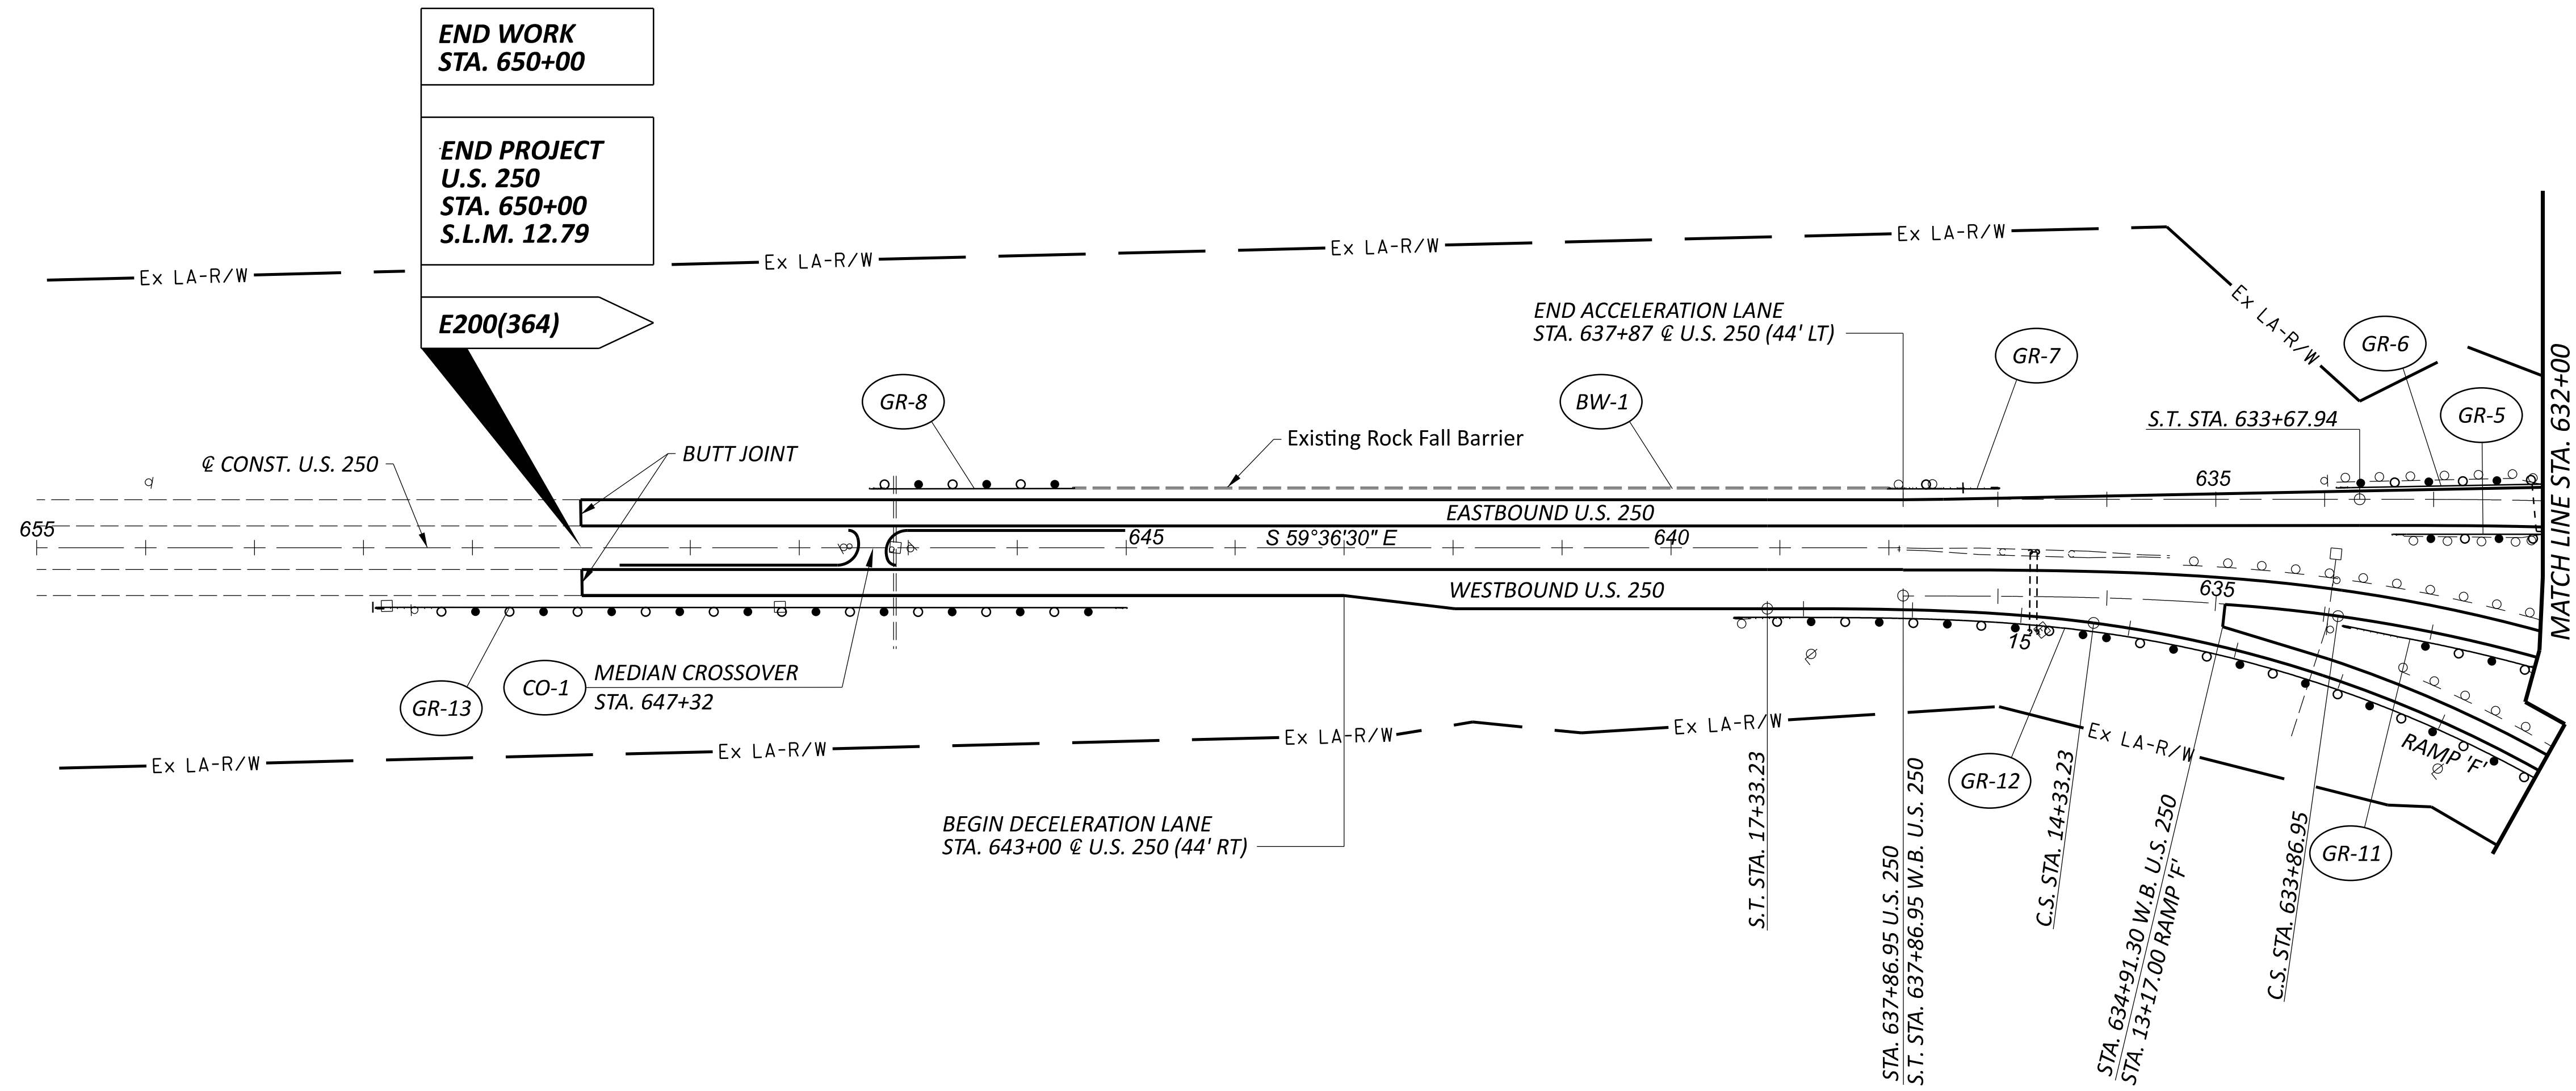 END WORK
STA. 650+00
END PROJECT
U.S. 250
STA. 650+00
S.L.M. 12.79
E200(364)
Ex LA-R/W
Ex LA-R/W
Ex LA-R/W
Ex LA-R/W
Ex LA-R/W
END ACCELERATION LANE
STA. 637+87 ℄ U.S. 250 (44' LT)
GR-7
GR-6
GR-8
BW-1
GR-5
S.T. STA. 633+67.94
MATCH LINE STA. 632+00
℄ CONST. U.S. 250
BUTT JOINT
Existing Rock Fall Barrier
635
EASTBOUND U.S. 250
655
645
S 59°36'30" E
640
WESTBOUND U.S. 250
635
15
GR-13
CO-1
MEDIAN CROSSOVER
STA. 647+32
Ex LA-R/W
Ex LA-R/W
Ex LA-R/W
Ex LA-R/W
Ex LA-R/W
RAMP 'F'
GR-12
GR-11
BEGIN DECELERATION LANE
STA. 643+00 ℄ U.S. 250 (44' RT)
S.T. STA. 17+33.23
STA. 637+86.95 U.S. 250
S.T. STA. 637+86.95 W.B. U.S. 250
C.S. STA. 14+33.23
STA. 634+91.30 W.B. U.S. 250
STA. 13+17.00 RAMP 'F'
C.S. STA. 633+86.95